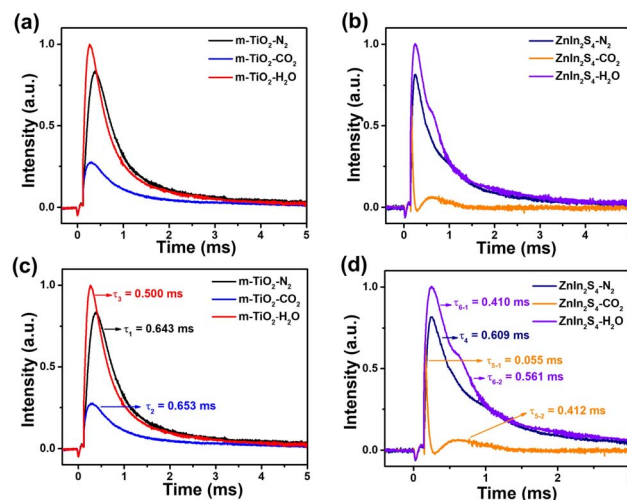 (a)
m-TiO₂-N₂
m-TiO₂-CO₂
m-TiO₂-H₂O
Intensity (a.u.)
1.0
0.5
0.0
0 1 2 3 4 5
Time (ms)
(b)
ZnIn₂S₄-N₂
ZnIn₂S₄-CO₂
ZnIn₂S₄-H₂O
Intensity (a.u.)
1.0
0.5
0.0
0 1 2 3 4 5
Time (ms)
(c)
m-TiO₂-N₂
m-TiO₂-CO₂
m-TiO₂-H₂O
τ₃ = 0.500 ms
τ₁ = 0.643 ms
τ₂ = 0.653 ms
Intensity (a.u.)
1.0
0.5
0.0
0 1 2 3 4 5
Time (ms)
(d)
ZnIn₂S₄-N₂
ZnIn₂S₄-CO₂
ZnIn₂S₄-H₂O
τ₆₋₁ = 0.410 ms
τ₄ = 0.609 ms
τ₅₋₁ = 0.055 ms
τ₆₋₂ = 0.561 ms
τ₅₋₂ = 0.412 ms
Intensity (a.u.)
1.0
0.5
0.0
0 1 2
Time (ms)